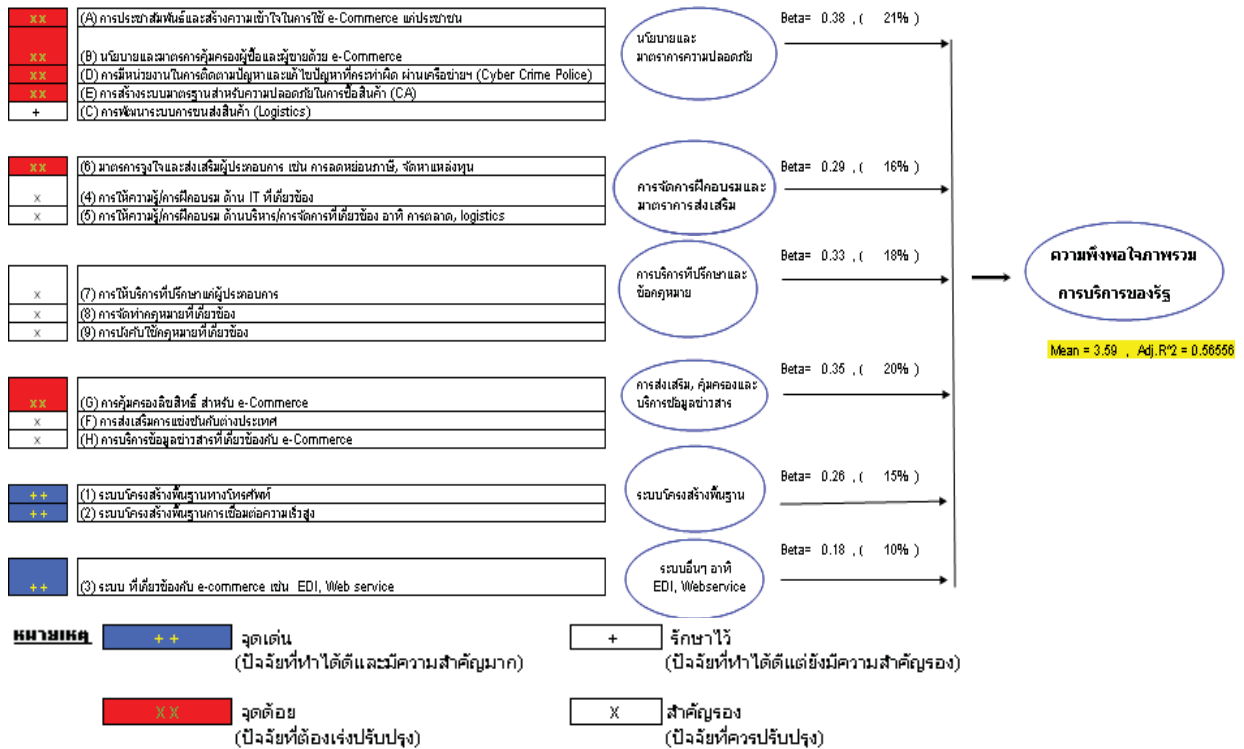 xx (A) การประชาสัมพันธ์และสร้างความเข้าใจในการใช้ e-Commerce แก่ประชาชน
xx (B) นโยบายและมาตรการคุ้มครองผู้ซื้อและผู้ขายด้วย e-Commerce
xx (D) การมีหน่วยงานในการติดตามปัญหาและแก้ไขปัญหาที่กระทำผิด ผ่านเครือข่ายฯ (Cyber Crime Police)
xx (E) การสร้างระบบมาตรฐานสำหรับความปลอดภัยในการซื้อสินค้า (CA)
+ (C) การพัฒนาระบบการขนส่งสินค้า (Logistics)
นโยบายและ
มาตราการความปลอดภัย
Beta= 0.38 , ( 21% )
xx (6) มาตรการจูงใจและส่งเสริมผู้ประกอบการ เช่น การลดหย่อนภาษี, จัดหาแหล่งทุน
x (4) การให้ความรู้/การฝึกอบรม ด้าน IT ที่เกี่ยวข้อง
x (5) การให้ความรู้/การฝึกอบรม ด้านบริหาร/การจัดการที่เกี่ยวข้อง อาทิ การตลาด, logistics
การจัดการฝึกอบรมและ
มาตราการส่งเสริม
Beta= 0.29 , ( 16% )
x (7) การให้บริการที่ปรึกษาแก่ผู้ประกอบการ
x (8) การจัดทำกฎหมายที่เกี่ยวข้อง
x (9) การบังคับใช้กฎหมายที่เกี่ยวข้อง
การบริการที่ปรึกษาและ
ข้อกฎหมาย
Beta= 0.33 , ( 18% )
xx (G) การคุ้มครองลิขสิทธิ์ สำหรับ e-Commerce
x (F) การส่งเสริมการแข่งขันกับต่างประเทศ
x (H) การบริการข้อมูลข่าวสารที่เกี่ยวข้องกับ e-Commerce
การส่งเสริม, คุ้มครองและ
บริการข้อมูลข่าวสาร
Beta= 0.35 , ( 20% )
++ (1) ระบบโครงสร้างพื้นฐานทางโทรศัพท์
++ (2) ระบบโครงสร้างพื้นฐานการเชื่อมต่อความเร็วสูง
ระบบโครงสร้างพื้นฐาน
Beta= 0.26 , ( 15% )
++ (3) ระบบ ที่เกี่ยวข้องกับ e-commerce เช่น EDI, Web service
ระบบอื่นๆ อาทิ
EDI, Webservice
Beta= 0.18 , ( 10% )
ความพึงพอใจภาพรวม
การบริการของรัฐ
Mean = 3.59 , Adj.R^2 = 0.56556
หมายเหตุ ++ จุดเด่น
(ปัจจัยที่ทำได้ดีและมีความสำคัญมาก)
+ รักษาไว้
(ปัจจัยที่ทำได้ดีแต่ยังมีความสำคัญรอง)
XX จุดด้อย
(ปัจจัยที่ต้องเร่งปรับปรุง)
X สำคัญรอง
(ปัจจัยที่ควรปรับปรุง)